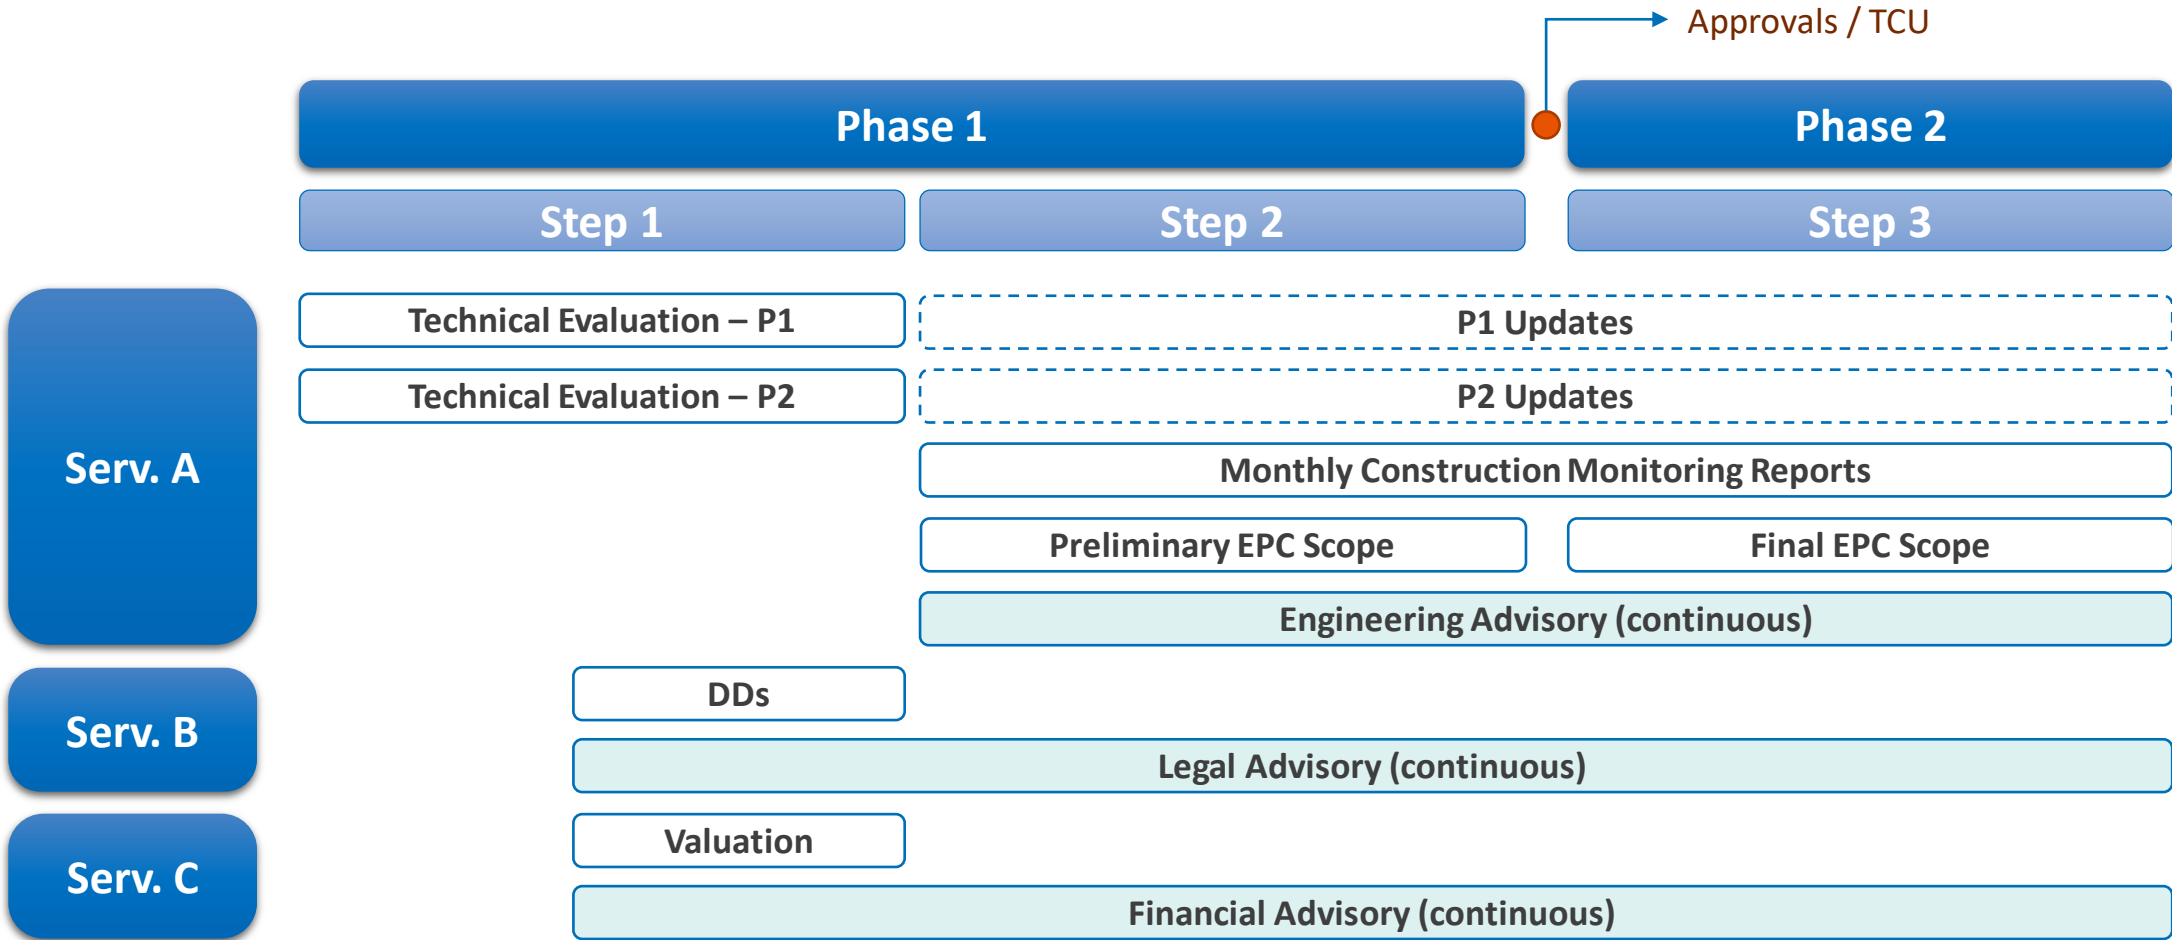 Approvals / TCU
Phase 1
Phase 2
Step 1
Step 2
Step 3
Serv. A
Technical Evaluation – P1
P1 Updates
Technical Evaluation – P2
P2 Updates
Monthly Construction Monitoring Reports
Preliminary EPC Scope
Final EPC Scope
Engineering Advisory (continuous)
Serv. B
DDs
Legal Advisory (continuous)
Serv. C
Valuation
Financial Advisory (continuous)